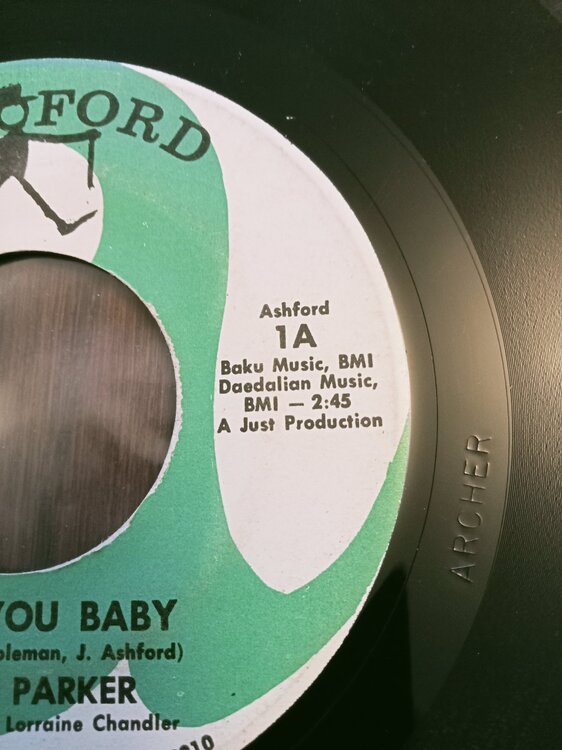 FORD
Ashford
1A
Baku Music, BMI
Daedalian Music,
BMI — 2:45
A Just Production
ARCHER
YOU BABY
oleman, J. Ashford)
PARKER
Lorraine Chandler